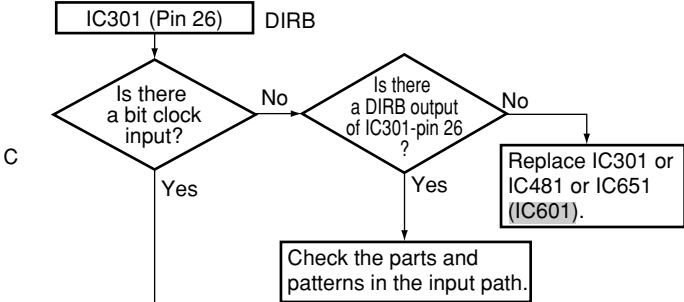 IC301 (Pin 26) DIRB
Is there
a bit clock
input?
No
Is there
a DIRB output
of IC301-pin 26
?
No
C
Yes
Yes
Replace IC301 or
IC481 or IC651
(IC601).
Check the parts and
patterns in the input path.